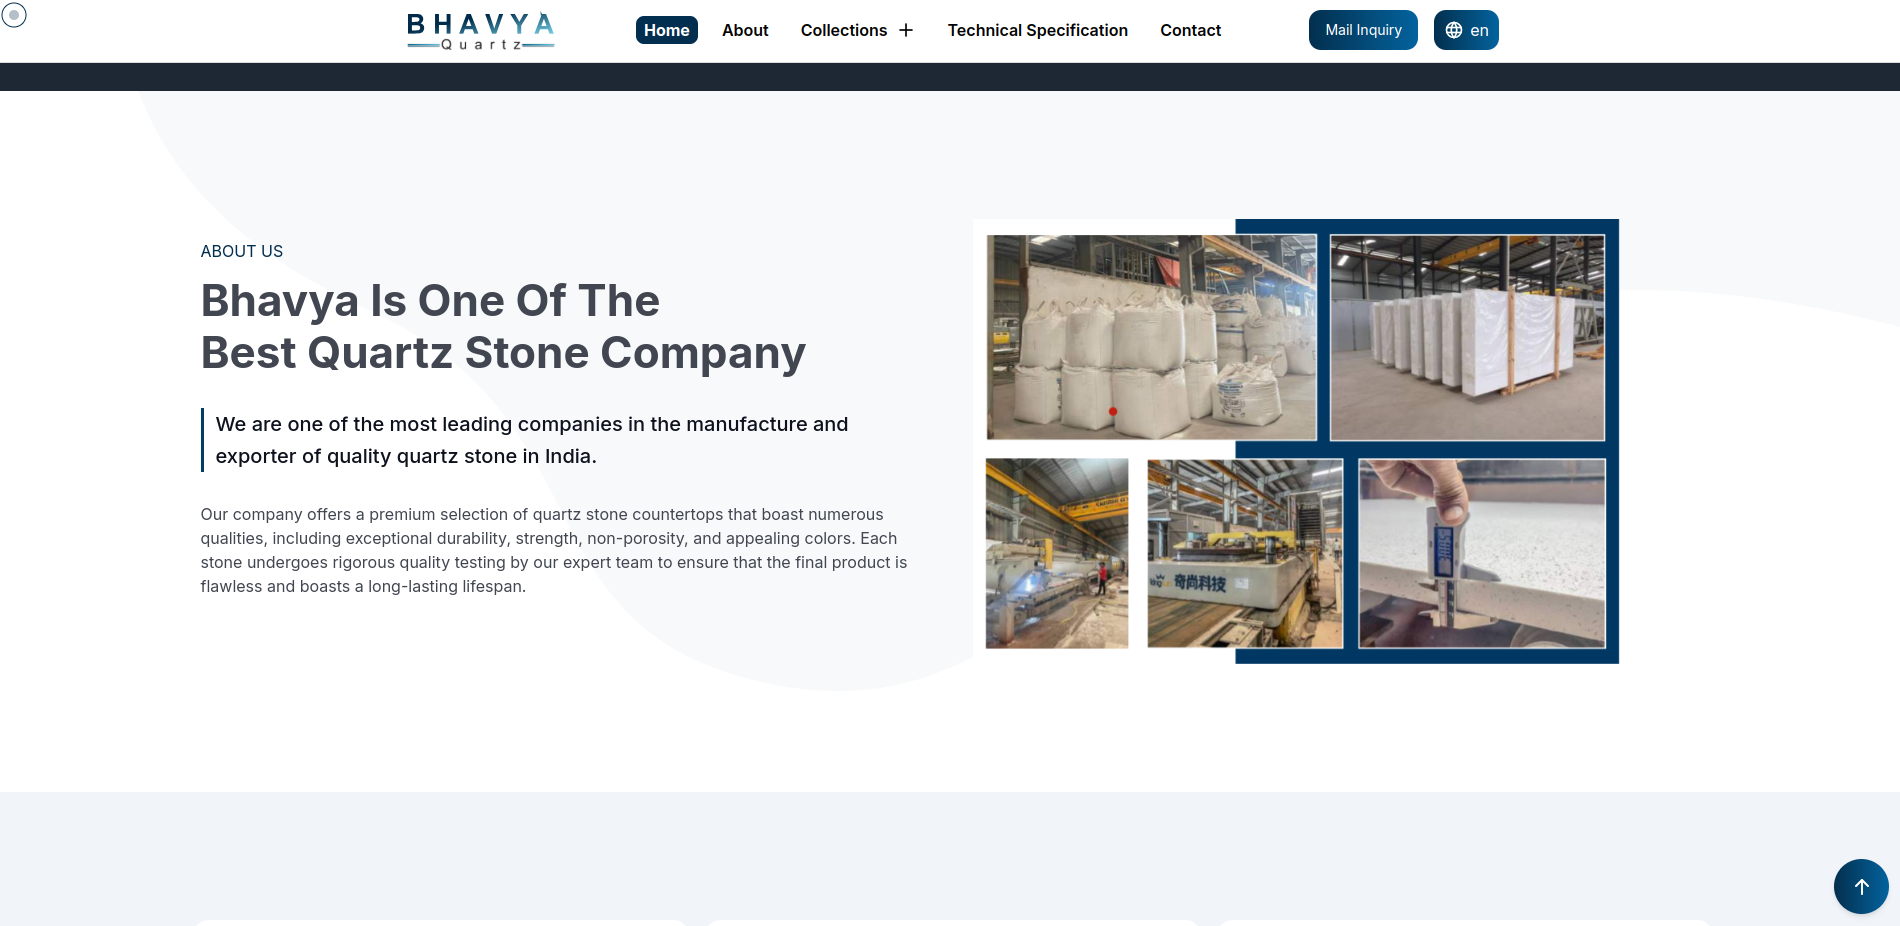 BHAVYA
Quartz
Home
About
Collections
Technical Specification
Contact
Mail Inquiry
en
ABOUT US
Bhavya Is One Of The
Best Quartz Stone Company
We are one of the most leading companies in the manufacture and
exporter of quality quartz stone in India.
Our company offers a premium selection of quartz stone countertops that boast numerous
qualities, including exceptional durability, strength, non-porosity, and appealing colors. Each
stone undergoes rigorous quality testing by our expert team to ensure that the final product is
flawless and boasts a long-lasting lifespan.
奇尚科技